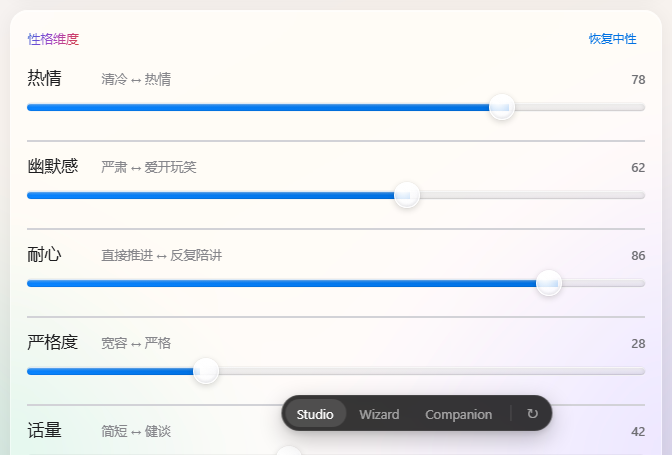 性格维度 恢复中性
热情 清冷 ↔ 热情 78
幽默感 严肃 ↔ 爱开玩笑 62
耐心 直接推进 ↔ 反复陪讲 86
严格度 宽容 ↔ 严格 28
Studio Wizard Companion ↻
话量 简短 ↔ 健谈 42